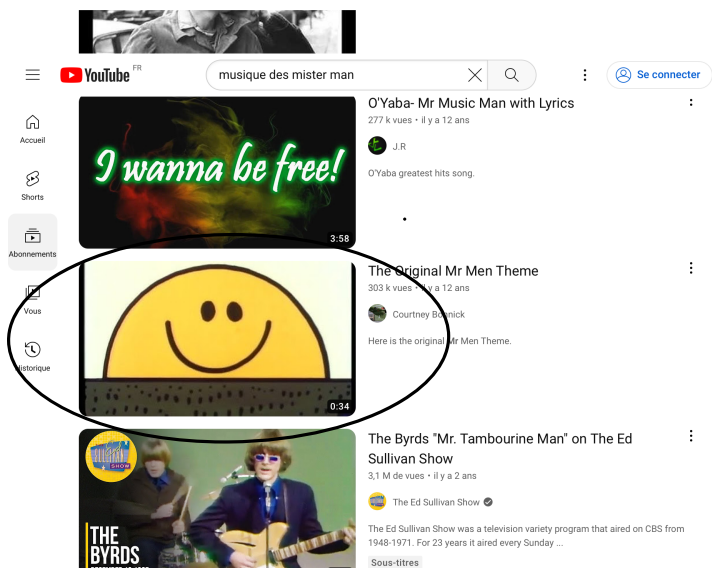 YouTube FR
musique des mister man
Se connecter
Accueil
Shorts
Abonnements
Vous
Historique
I wanna be free!
3:58
O'Yaba- Mr Music Man with Lyrics
277 k vues • il y a 12 ans
J.R
O'Yaba greatest hits song.
0:34
The Original Mr Men Theme
303 k vues • il y a 12 ans
Courtney Bonnick
Here is the original Mr Men Theme.
SHOW
THE
BYRDS
The Byrds "Mr. Tambourine Man" on The Ed
Sullivan Show
3,1 M de vues • il y a 2 ans
The Ed Sullivan Show
The Ed Sullivan Show was a television variety program that aired on CBS from
1948-1971. For 23 years it aired every Sunday ...
Sous-titres